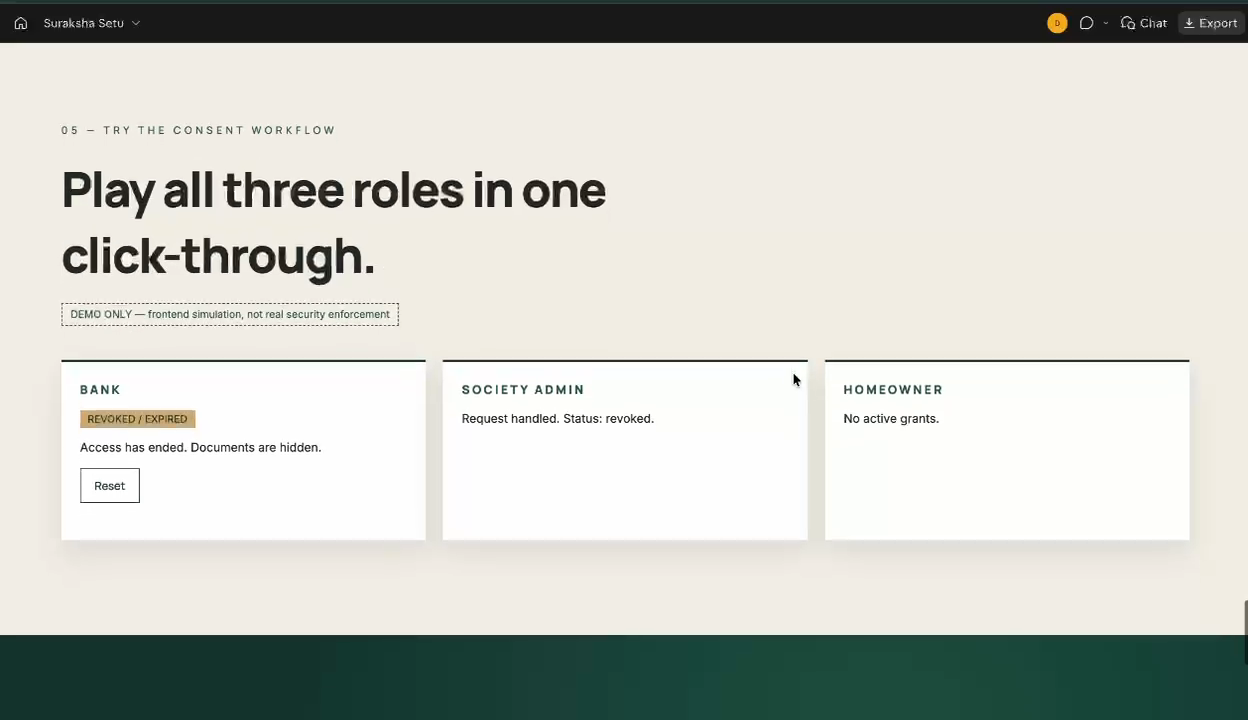 Suraksha Setu
D
Chat
Export
05 — TRY THE CONSENT WORKFLOW
Play all three roles in one
click-through.
DEMO ONLY — frontend simulation, not real security enforcement
BANK
REVOKED / EXPIRED
Access has ended. Documents are hidden.
Reset
SOCIETY ADMIN
Request handled. Status: revoked.
HOMEOWNER
No active grants.